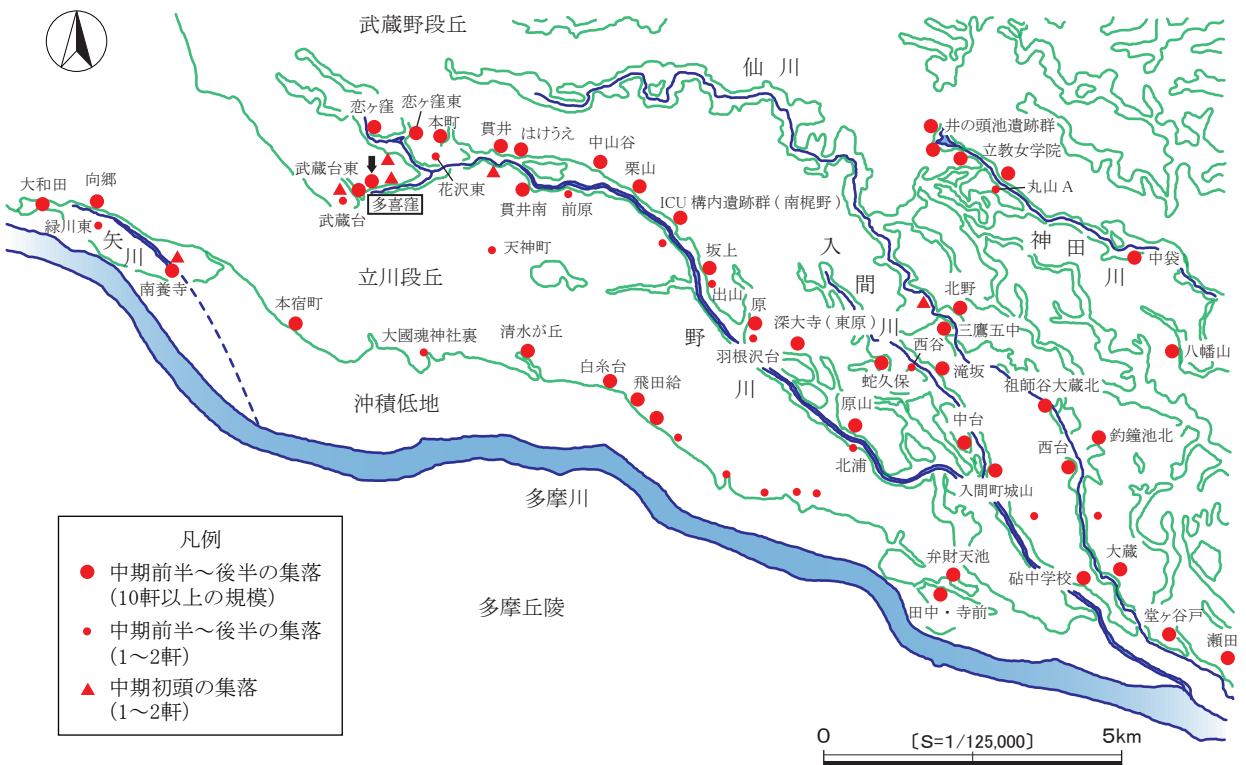 武蔵野段丘
仙川
恋ヶ窪
恋ヶ窪東
本町
貫井
はけうえ
中山谷
栗山
井の頭池遺跡群
立教女学院
丸山 A
武蔵台東
多喜窪
武蔵台
花沢東
貫井南
前原
ICU 構内遺跡群 ( 南梶野 )
大和田
向郷
緑川東
矢川
南養寺
天神町
立川段丘
坂上
出山
入間川
神田川
中袋
本宿町
大國魂神社裏
清水が丘
野川
原
羽根沢台
深大寺 ( 東原 )
北野
三鷹五中
西谷
蛇久保
滝坂
八幡山
白糸台
飛田給
沖積低地
原山
北浦
中台
祖師谷大蔵北
釣鐘池北
西台
入間町城山
多摩川
弁財天池
田中・寺前
砧中学校
大蔵
堂ヶ谷戸
瀬田
多摩丘陵
凡例
中期前半～後半の集落
(10軒以上の規模)
中期前半～後半の集落
(1～2軒)
中期初頭の集落
(1～2軒)
0
〔S=1/125,000〕
5km